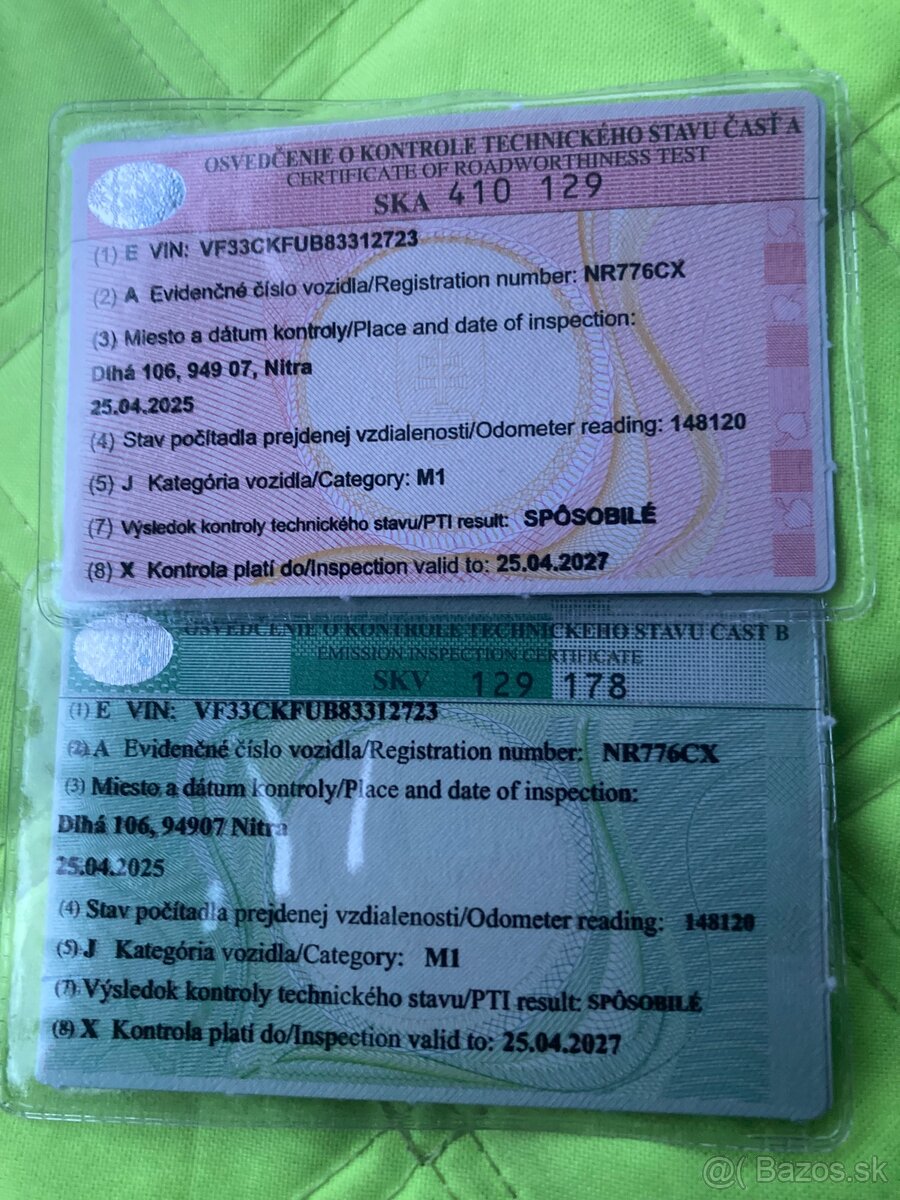 OSVEDČENIE O KONTROLE TECHNICKÉHO STAVU ČASŤ A
CERTIFICATE OF ROADWORTHINESS TEST
SKA 410 129
(1) E VIN: VF33CKFUB83312723
(2) A Evidenčné číslo vozidla/Registration number: NR776CX
(3) Miesto a dátum kontroly/Place and date of inspection:
Dlhá 106, 949 07, Nitra
25.04.2025
(4) Stav počítadla prejdenej vzdialenosti/Odometer reading: 148120
(5) J Kategória vozidla/Category: M1
(7) Výsledok kontroly technického stavu/PTI result: SPÔSOBILÉ
(8) X Kontrola platí do/Inspection valid to: 25.04.2027
OSVEDČENIE O KONTROLE TECHNICKÉHO STAVU ČASŤ B
EMISSION INSPECTION CERTIFICATE
SKV 129 178
(1) E VIN: VF33CKFUB83312723
(2) A Evidenčné číslo vozidla/Registration number: NR776CX
(3) Miesto a dátum kontroly/Place and date of inspection:
Dlhá 106, 94907 Nitra
25.04.2025
(4) Stav počítadla prejdenej vzdialenosti/Odometer reading: 148120
(5) J Kategória vozidla/Category: M1
(7) Výsledok kontroly technického stavu/PTI result: SPÔSOBILÉ
(8) X Kontrola platí do/Inspection valid to: 25.04.2027
@( Bazos.sk